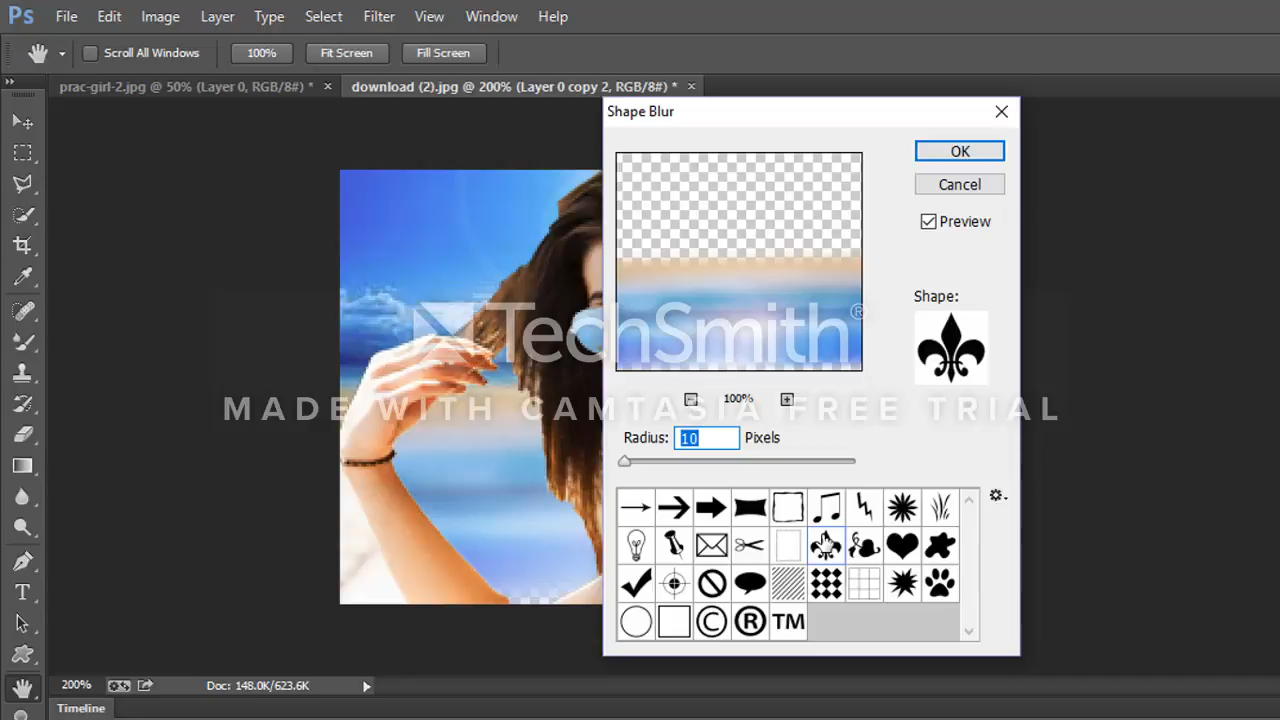 Ps File Edit Image Layer Type Select Filter View Window Help
Scroll All Windows 100% Fit Screen Fill Screen
prac-girl-2.jpg @ 50% (Layer 0, RGB/8#) * × download (2).jpg @ 200% (Layer 0 copy 2, RGB/8#) * ×
Shape Blur
OK
Cancel
Preview
Shape:
TechSmith®
100%
MADE WITH CAMTASIA FREE TRIAL
Radius: 10 Pixels
T
© ® TM
200% Doc: 148.0K/623.6K
Timeline